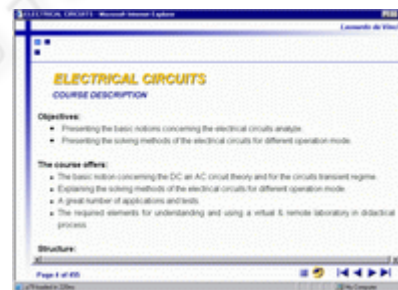 ELECTRICAL CIRCUITS - Microsoft Internet Explorer
Leonardo da Vinci
ELECTRICAL CIRCUITS
COURSE DESCRIPTION
Objectives:
Presenting the basic notions concerning the electrical circuits analyze.
Presenting the solving methods of the electrical circuits for different operation mode.
The course offers:
The basic notion concerning the DC an AC circuit theory and for the circuits transient regime.
Explaining the solving methods of the electrical circuits for different operation mode.
A great number of applications and tests.
The required elements for understanding and using a virtual & remote laboratory in didactical
process.
Structure:
Page 4 of
My Computer